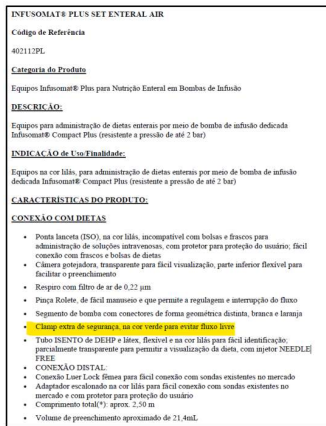 INFUSOMAT® PLUS SET ENTERAL AIR
Código de Referência
402112PL
Categoria do Produto
Equipos Infusomat® Plus para Nutrição Enteral em Bombas de Infusão
DESCRICÃO:
Equipos para administração de dietas enterais por meio de bomba de infusão dedicada
Infusomat® Compact Plus (resistente a pressão de até 2 bar)
INDICAÇÃO de Uso/Finalidade:
Equipos na cor lilás, para administração de dietas enterais por meio de bomba de infusão
dedicada Infusomat® Compact Plus (resistente a pressão de até 2 bar)
CARACTERÍSTICAS DO PRODUTO:
CONEXÃO COM DIETAS
• Ponta lanceta (ISO), na cor lilás, incompatível com bolsas e frascos para
administração de soluções intravenosas, com protetor para proteção do usuário; fácil
conexão com frascos e bolsas de dietas
• Câmera gotejadora, transparente para fácil visualização, parte inferior flexível para
facilitar o preenchimento
• Respiro com filtro de ar de 0,22 µm
• Pinça Rolete, de fácil manuseio e que permite a regulagem e interrupção do fluxo
• Segmento de bomba com conectores de forma geométrica distinta, branca e laranja
• Clamp extra de segurança, na cor verde para evitar fluxo livre
• Tubo ISENTO de DEHP e látex, flexível e na cor lilás para fácil identificação;
parcialmente transparente para permitir a visualização da dieta, com injetor NEEDLE
FREE
• CONEXÃO DISTAL:
• Conexão Luer Lock fêmea para fácil conexão com sondas existentes no mercado
• Adaptador escalonado na cor lilás para fácil conexão com sondas existentes no
mercado e com protetor para proteção do usuário
• Comprimento total(*): aprox. 2,50 m
• Volume de preenchimento aproximado de 21,4mL